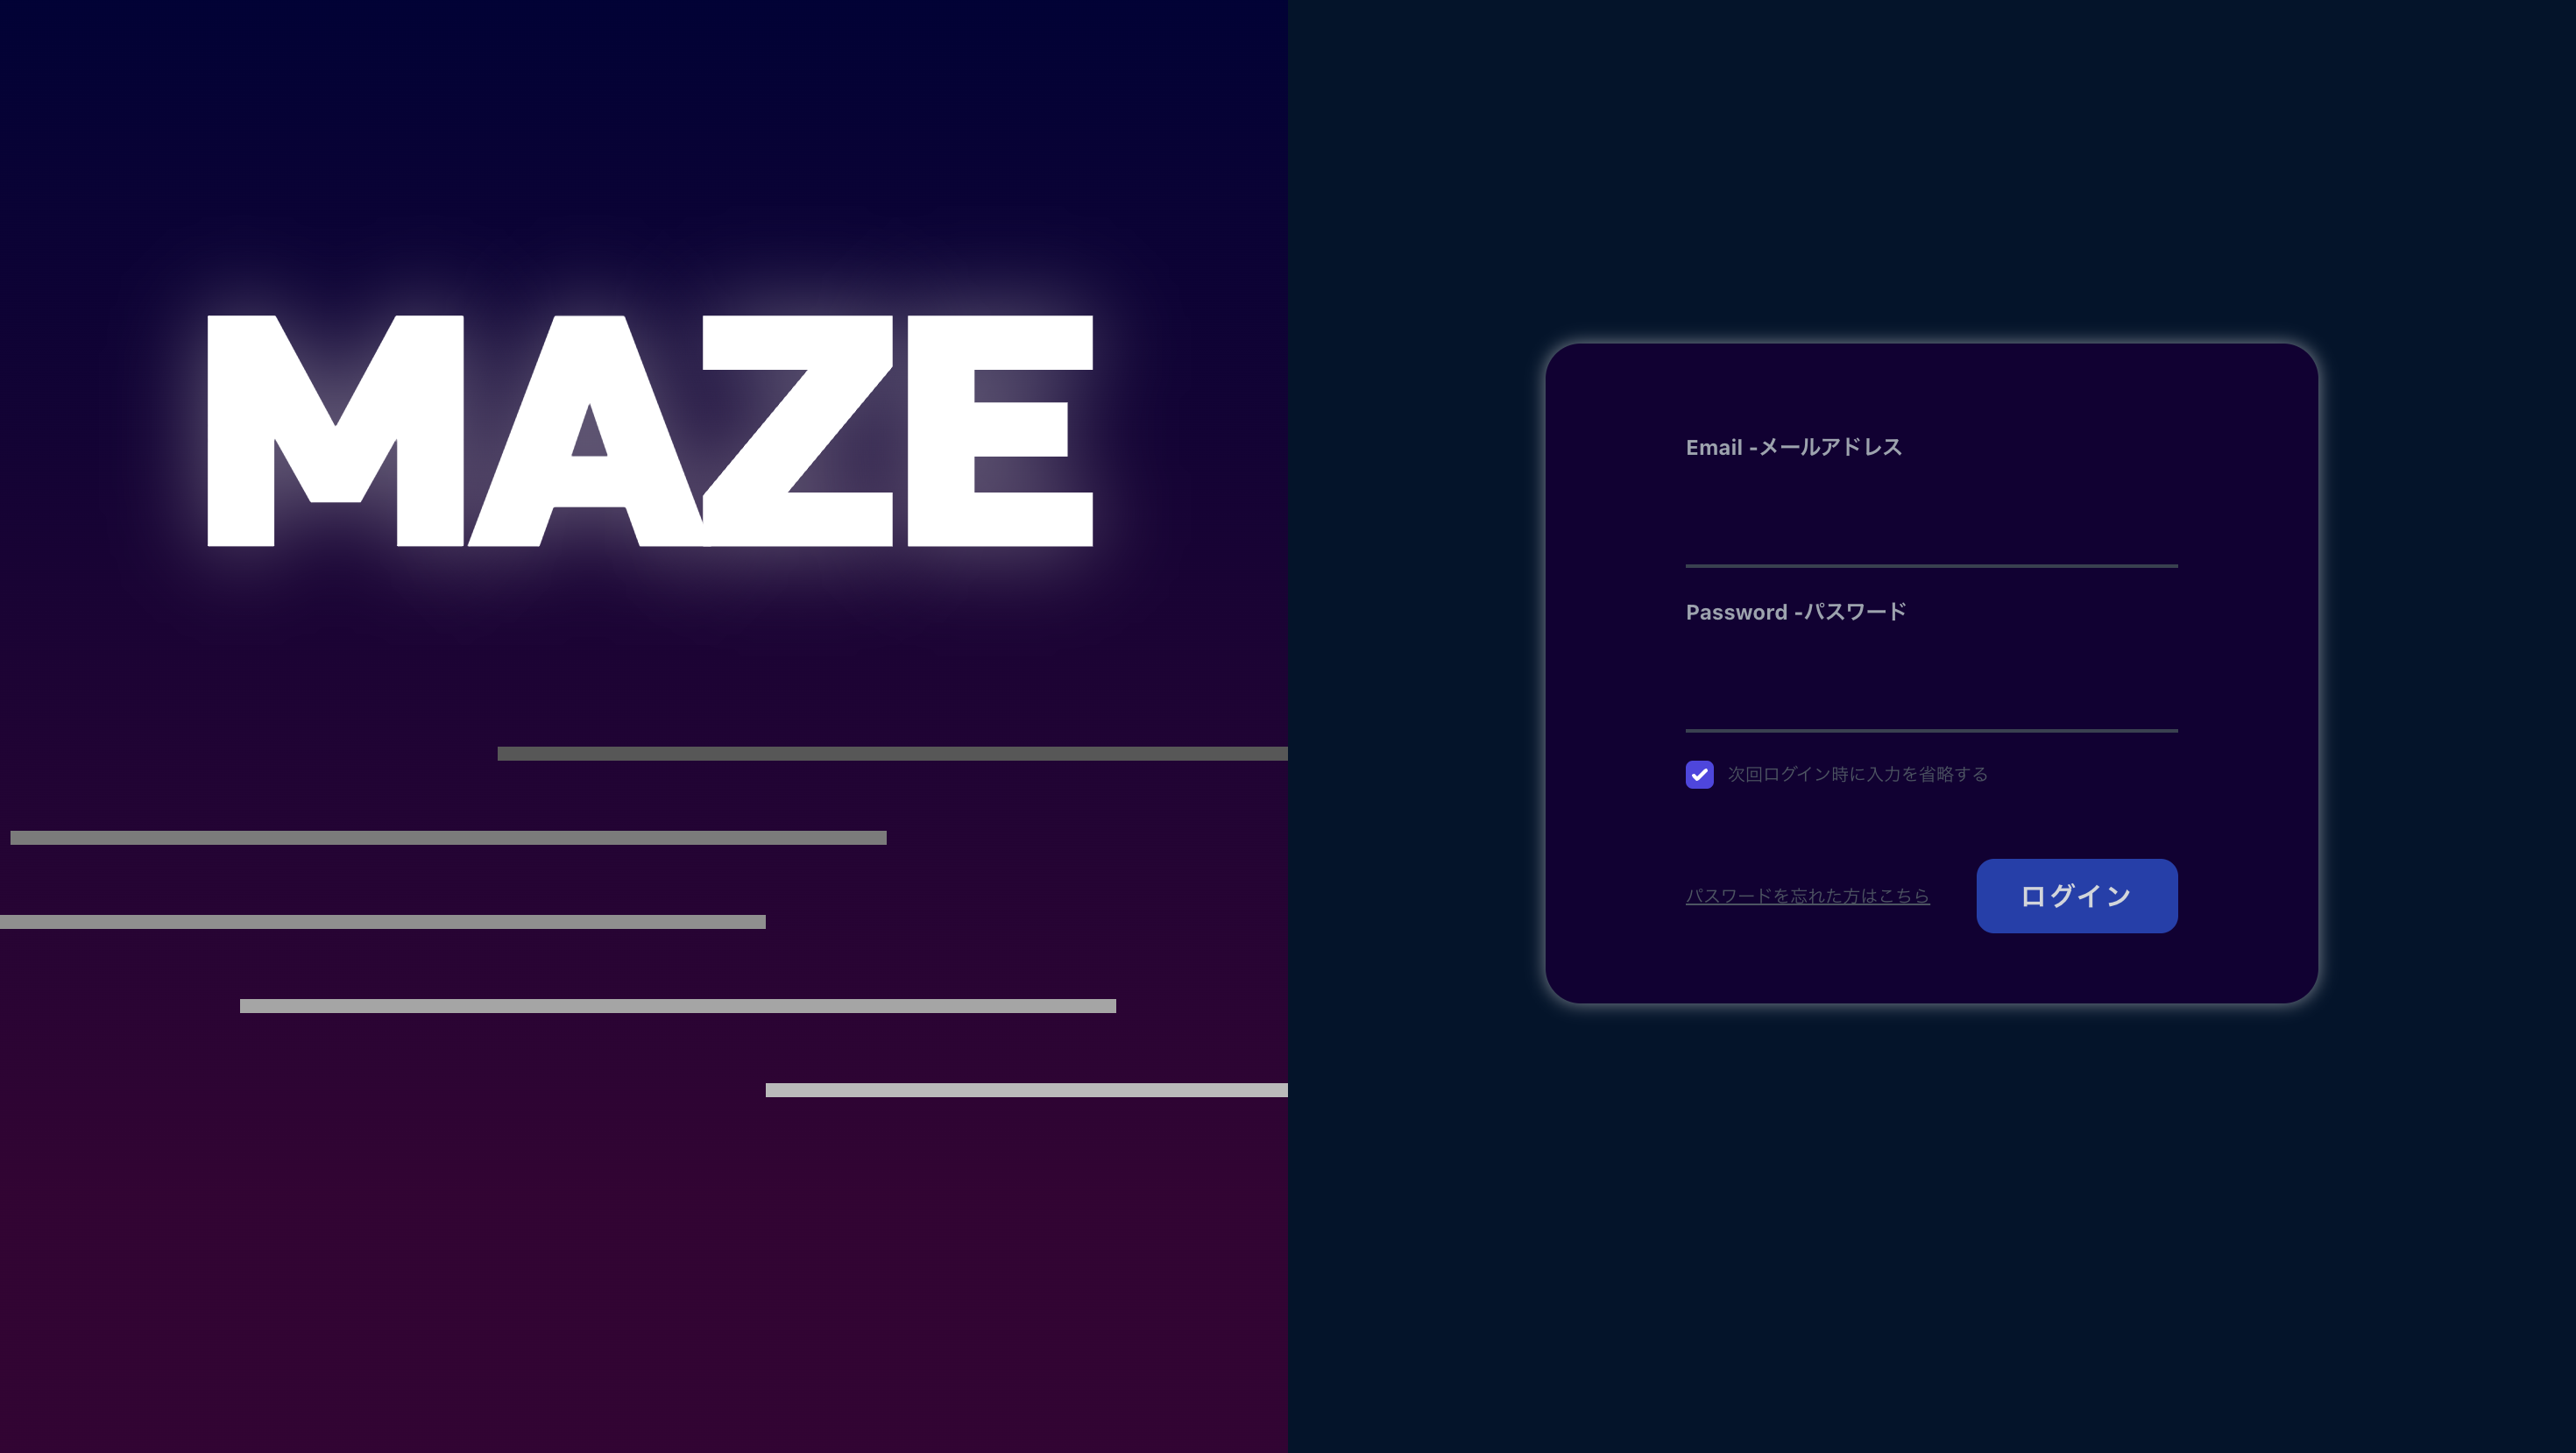 MAZE
Email -メールアドレス
Password -パスワード
次回ログイン時に入力を省略する
パスワードを忘れた方はこちら
ログイン